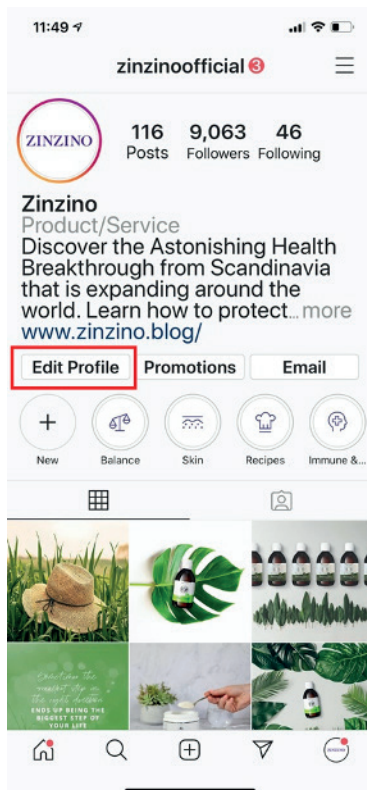 11:49
zinzinoofficial 3
ZINZINO
116 9,063 46
Posts Followers Following
Zinzino
Product/Service
Discover the Astonishing Health
Breakthrough from Scandinavia
that is expanding around the
world. Learn how to protect... more
www.zinzino.blog/
Edit Profile Promotions Email
New Balance Skin Recipes Immune &...
ENDS UP BEING THE
BIGGEST STEP OF
YOUR LIFE